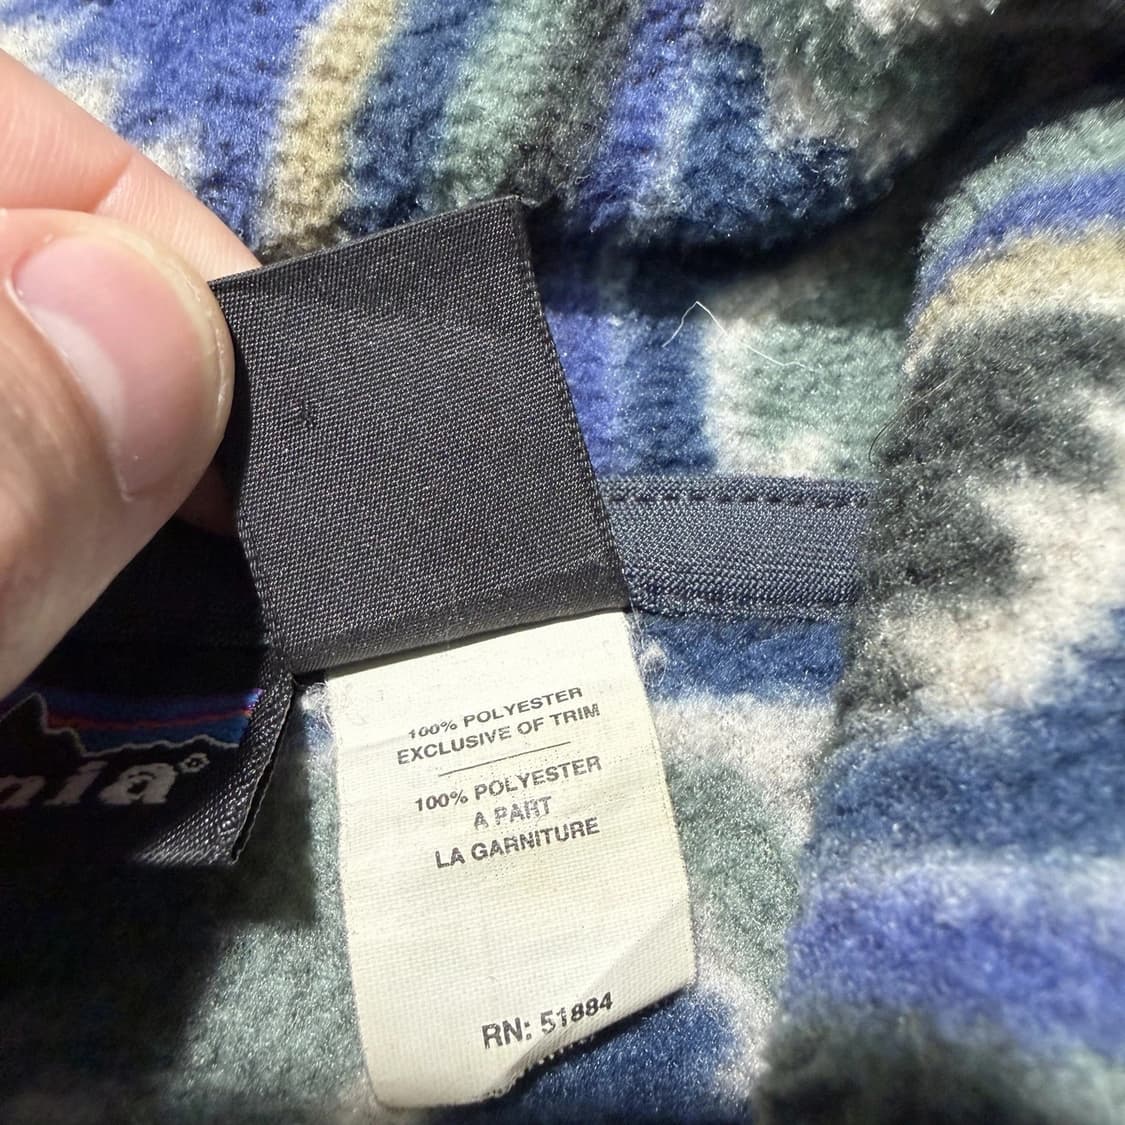 nia®
100% POLYESTER
EXCLUSIVE OF TRIM
100% POLYESTER
A PART
LA GARNITURE
RN: 51884